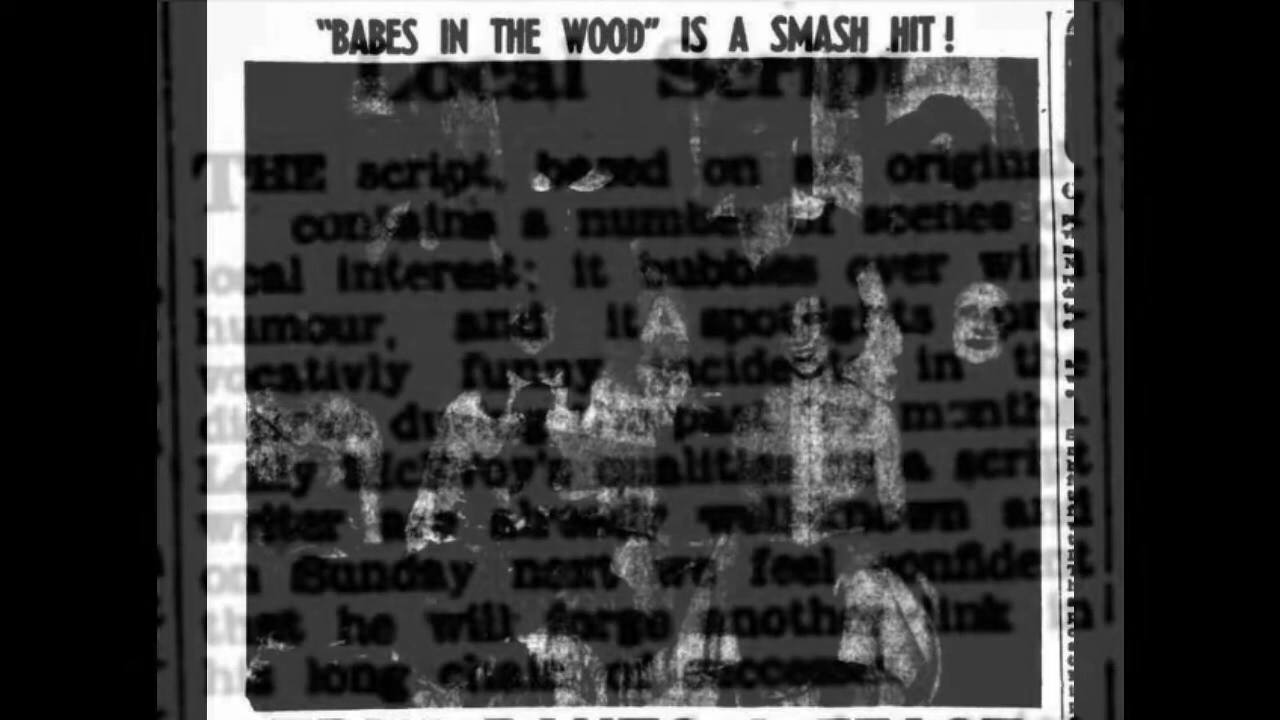 "BABES IN THE WOOD" IS A SMASH HIT!
Local Script
THE script, based on an original,
contains a number of scenes of
local interest; it bubbles over with
humour, and it spotlights pro-
vocativly funny incidents in the
during past months.
McElroy's qualities as a script
writer are already well known and
on Sunday next we feel confident
that he will forge another link in
his long chain of successes